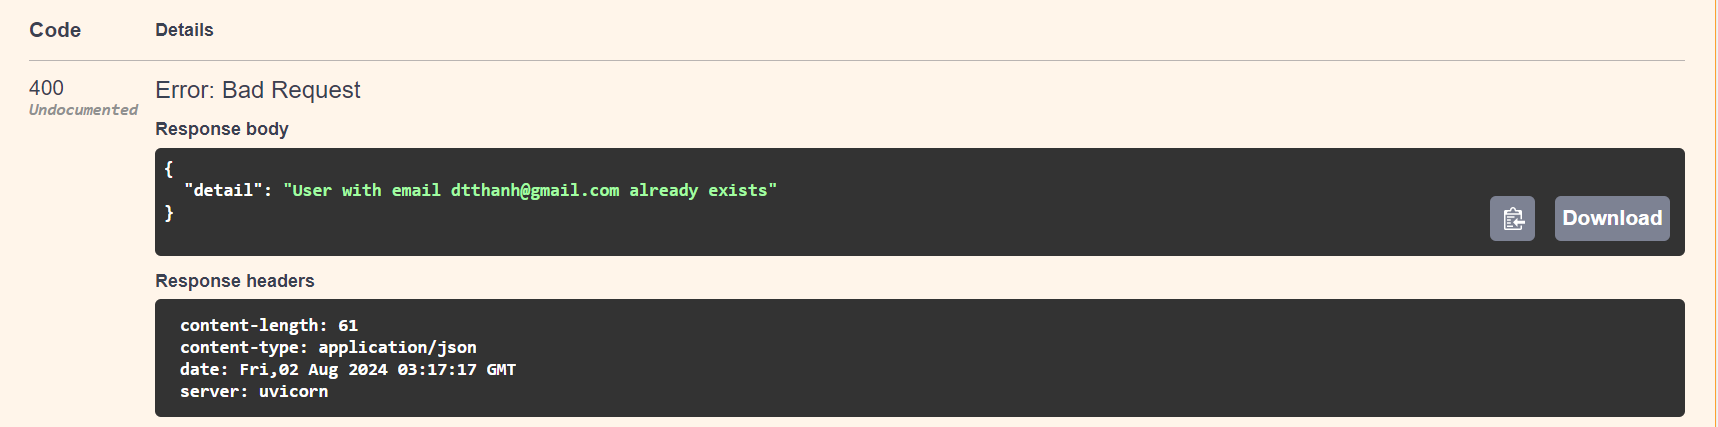 Code Details
400 Error: Bad Request
Undocumented
Response body
{
"detail": "User with email dtthanh@gmail.com already exists"
}
Download
Response headers
content-length: 61
content-type: application/json
date: Fri,02 Aug 2024 03:17:17 GMT
server: uvicorn